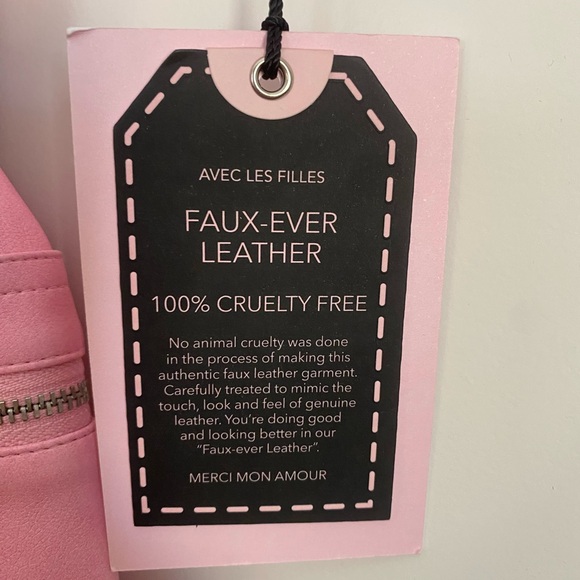 AVEC LES FILLES
FAUX-EVER
LEATHER
100% CRUELTY FREE
No animal cruelty was done
in the process of making this
authentic faux leather garment.
Carefully treated to mimic the
touch, look and feel of genuine
leather. You're doing good
and looking better in our
"Faux-ever Leather".
MERCI MON AMOUR